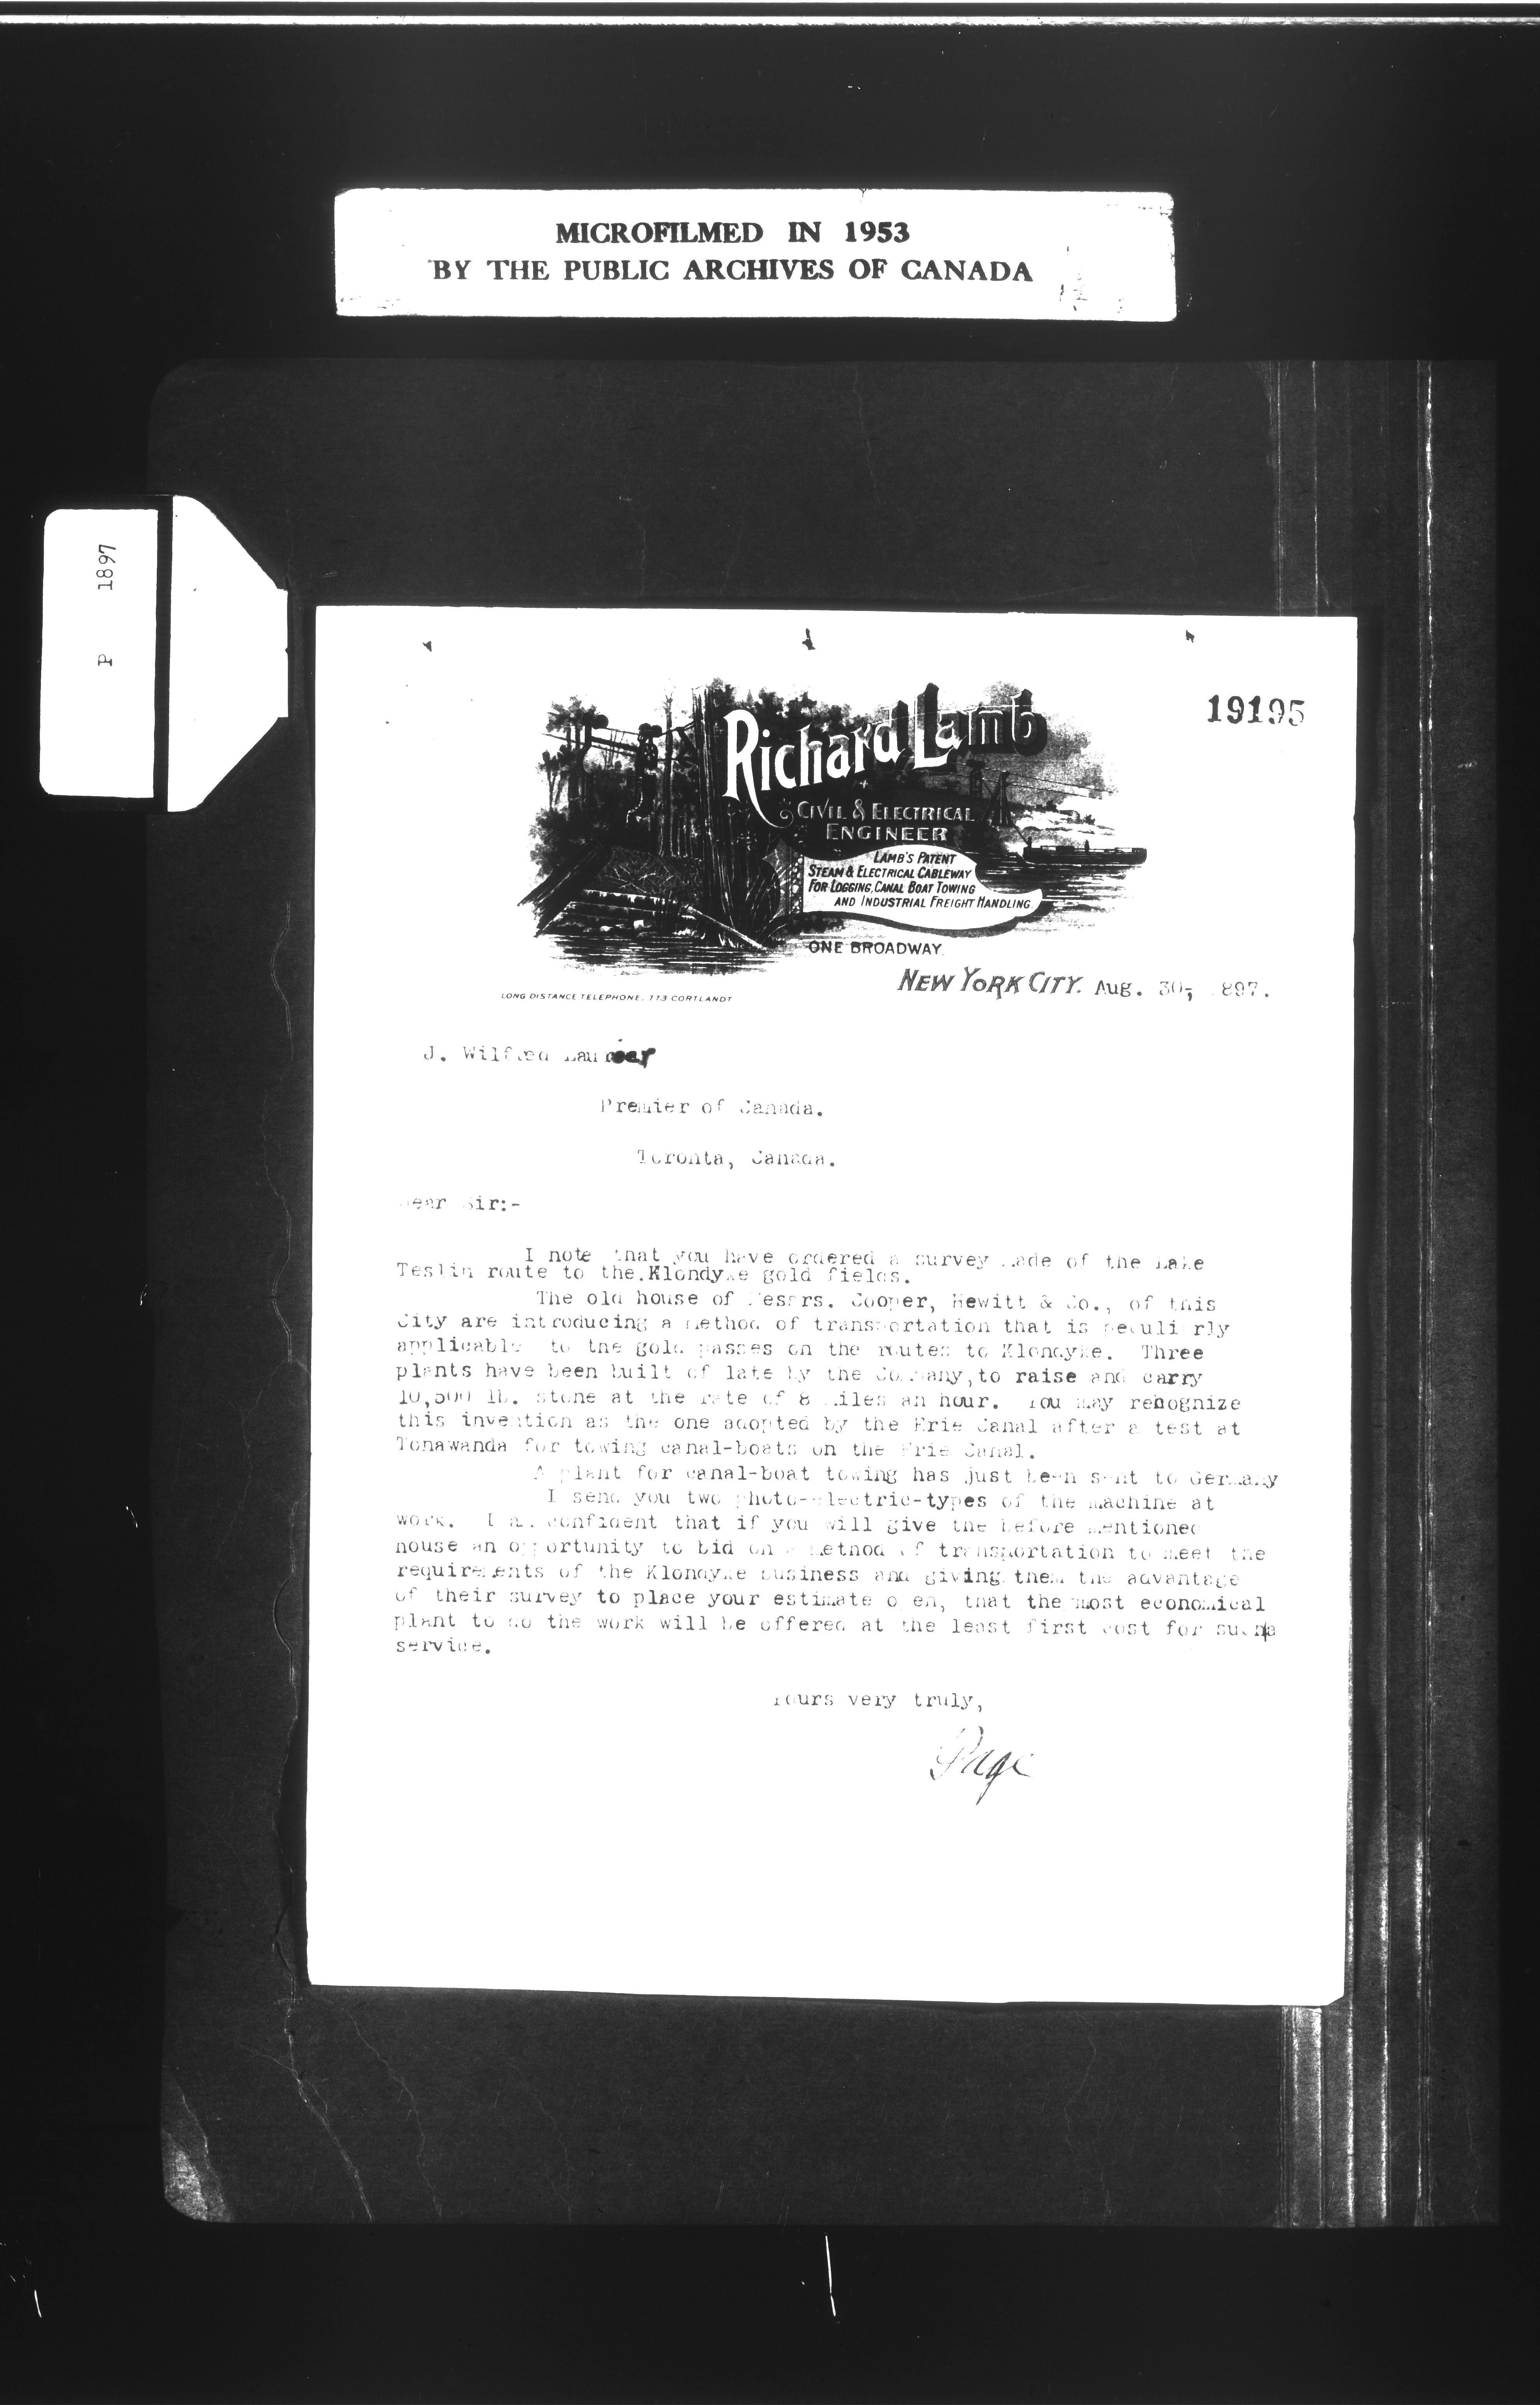 MICROFILMED IN 1953
BY THE PUBLIC ARCHIVES OF CANADA
P 1897
19195
Richard Lamb
CIVIL & ELECTRICAL
ENGINEER
LAMB'S PATENT
STEAM & ELECTRICAL CABLEWAY
FOR LOGGING, CANAL BOAT TOWING
AND INDUSTRIAL FREIGHT HANDLING
ONE BROADWAY
LONG DISTANCE TELEPHONE, 113 CORTLANDT
NEW YORK CITY. Aug. 30, 1897.
J. Wilfred Laurier
Premier of Canada.
Toronta, Canada.
Dear Sir:-
I note that you have ordered a survey made of the Lake
Teslin route to the Klondyke gold fields.
The old house of Messrs. Cooper, Hewitt & Co., of this
City are introducing a method of transportation that is peculiarly
applicable to the gold passes on the routes to Klondyke. Three
plants have been built of late by the Company, to raise and carry
10,500 lb. stone at the rate of 8 miles an hour. You may rehognize
this invention as the one adopted by the Erie Canal after a test at
Tonawanda for towing canal-boats on the Erie Canal.
A plant for canal-boat towing has just been sent to Germany
I send you two photo-electric-types of the machine at
work. I am confident that if you will give the before mentioned
house an opportunity to bid on a method of transportation to meet the
requirements of the Klondyke business and giving them the advantage
of their survey to place your estimate on, that the most economical
plant to do the work will be offered at the least first cost for such
service.
Yours very truly,
Page